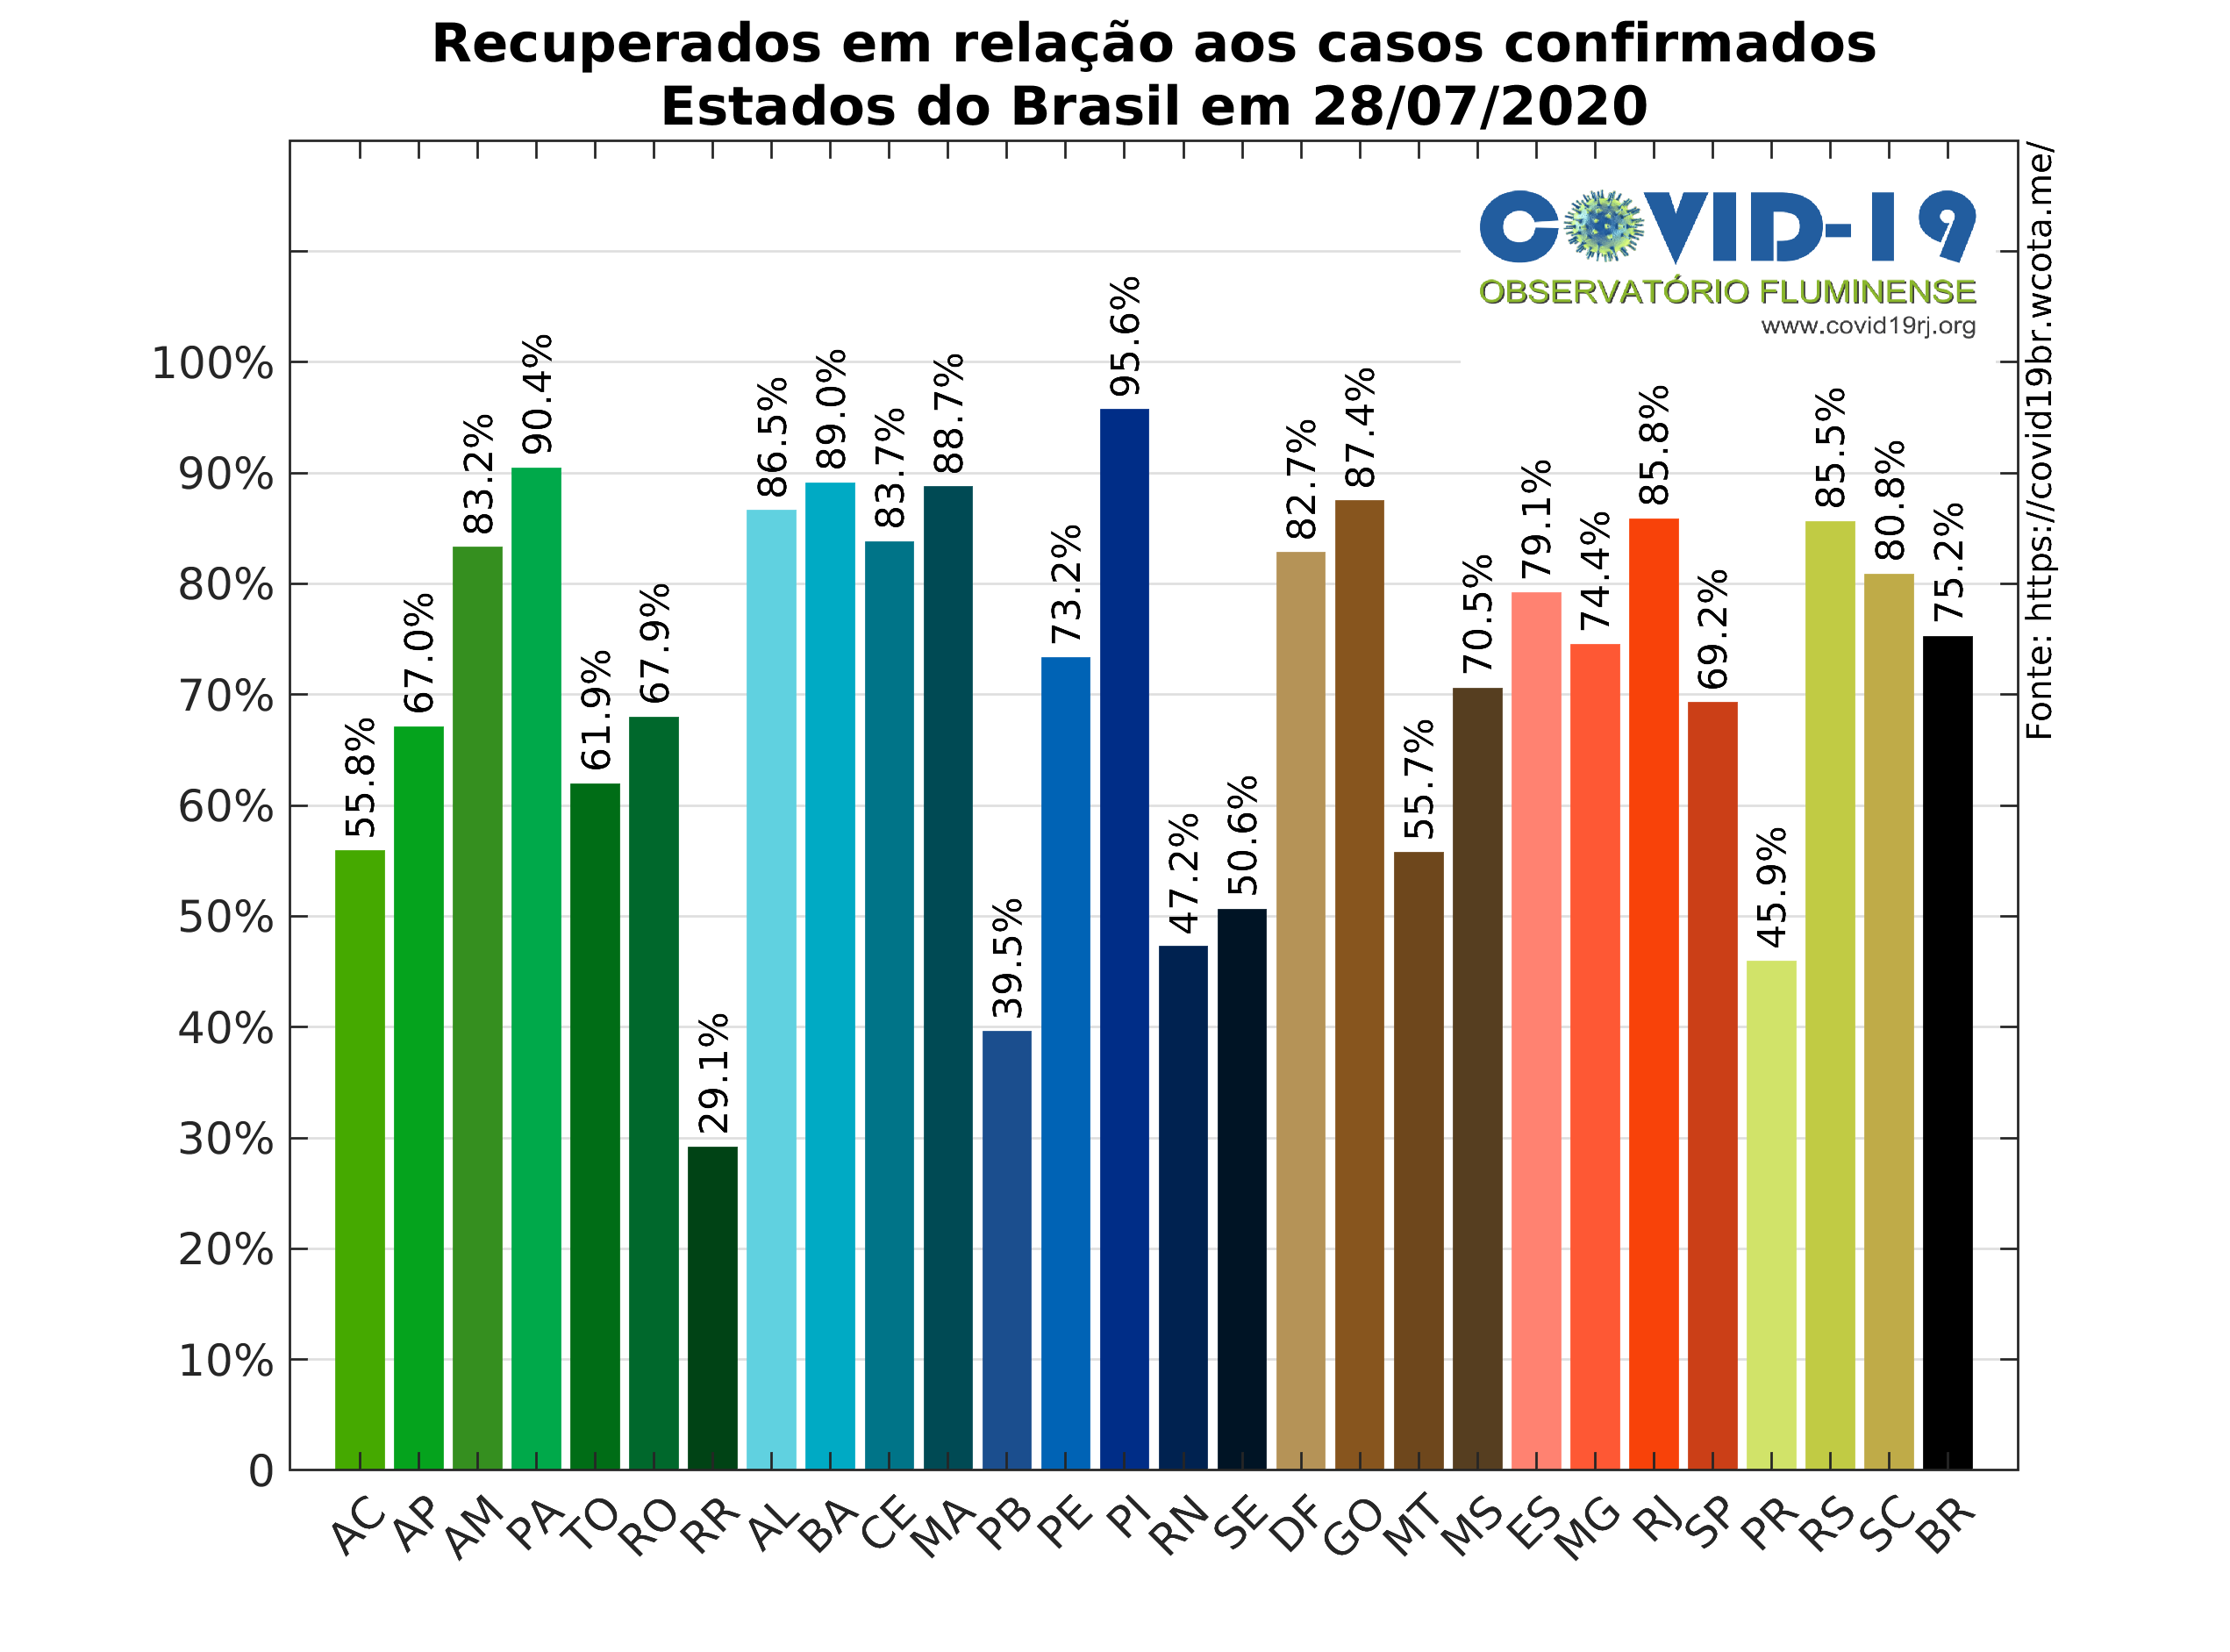 Recuperados em relação aos casos confirmados
Estados do Brasil em 28/07/2020
COVID-19
OBSERVATÓRIO FLUMINENSE
www.covid19rj.org
Fonte: https://covid19br.wcota.me/
100%
90%
80%
70%
60%
50%
40%
30%
20%
10%
0
55.8%
67.0%
83.2%
90.4%
61.9%
67.9%
29.1%
86.5%
89.0%
83.7%
88.7%
39.5%
73.2%
95.6%
47.2%
50.6%
82.7%
87.4%
55.7%
70.5%
79.1%
74.4%
85.8%
69.2%
45.9%
85.5%
80.8%
75.2%
AC
AP
AM
PA
TO
RO
RR
AL
BA
CE
MA
PB
PE
PI
RN
SE
DF
GO
MT
MS
ES
MG
RJ
SP
PR
RS
SC
BR